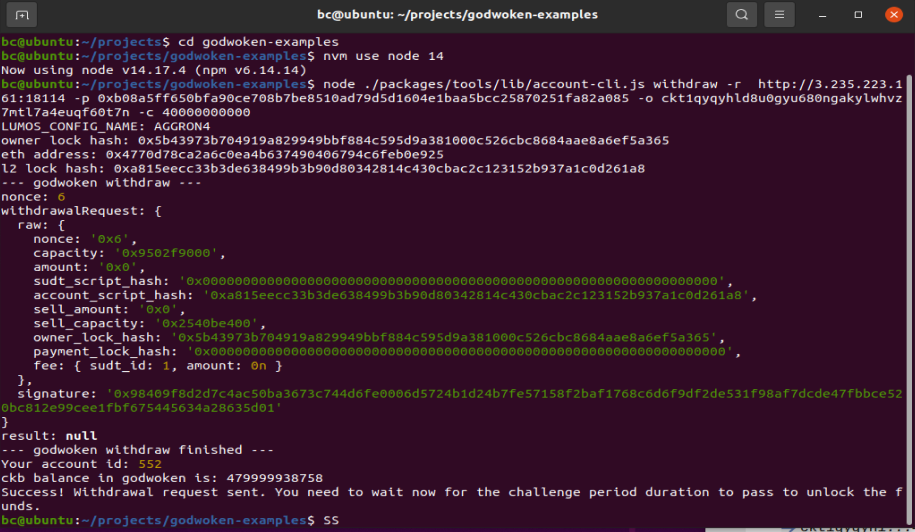 bc@ubuntu: ~/projects/godwoken-examples
bc@ubuntu:~/projects$ cd godwoken-examples
bc@ubuntu:~/projects/godwoken-examples$ nvm use node 14
Now using node v14.17.4 (npm v6.14.14)
bc@ubuntu:~/projects/godwoken-examples$ node ./packages/tools/lib/account-cli.js withdraw -r  http://3.235.223.1
61:18114 -p 0xb08a5ff650bfa90ce708b7be8510ad79d5d1604e1baa5bcc25870251fa82a085 -o ckt1qyqyhld8u0gyu680ngakylwhvz
7mtl7a4euqf60t7n -c 40000000000
LUMOS_CONFIG_NAME: AGGRON4
owner lock hash: 0x5b43973b704919a829949bbf884c595d9a381000c526cbc8684aae8a6ef5a365
eth address: 0x4770d78ca2a6c0ea4b637490406794c6feb0e925
l2 lock hash: 0xa815eecc33b3de638499b3b90d80342814c430cbac2c123152b937a1c0d261a8
--- godwoken withdraw ---
nonce: 6
withdrawalRequest: {
  raw: {
    nonce: '0x6',
    capacity: '0x9502f9000',
    amount: '0x0',
    sudt_script_hash: '0x0000000000000000000000000000000000000000000000000000000000000000',
    account_script_hash: '0xa815eecc33b3de638499b3b90d80342814c430cbac2c123152b937a1c0d261a8',
    sell_amount: '0x0',
    sell_capacity: '0x2540be400',
    owner_lock_hash: '0x5b43973b704919a829949bbf884c595d9a381000c526cbc8684aae8a6ef5a365',
    payment_lock_hash: '0x0000000000000000000000000000000000000000000000000000000000000000',
    fee: { sudt_id: 1, amount: 0n }
  },
  signature: '0x98409f8d2d7c4ac50ba3673c744d6fe0006d5724b1d24b7fe57158f2baf1768c6d6f9df2de531f98af7dcde47fbbce52
0bc812e99cee1fbf675445634a28635d01'
}
result: null
--- godwoken withdraw finished ---
Your account id: 552
ckb balance in godwoken is: 479999938758
Success! Withdrawal request sent. You need to wait now for the challenge period duration to pass to unlock the f
unds.
bc@ubuntu:~/projects/godwoken-examples$ SS